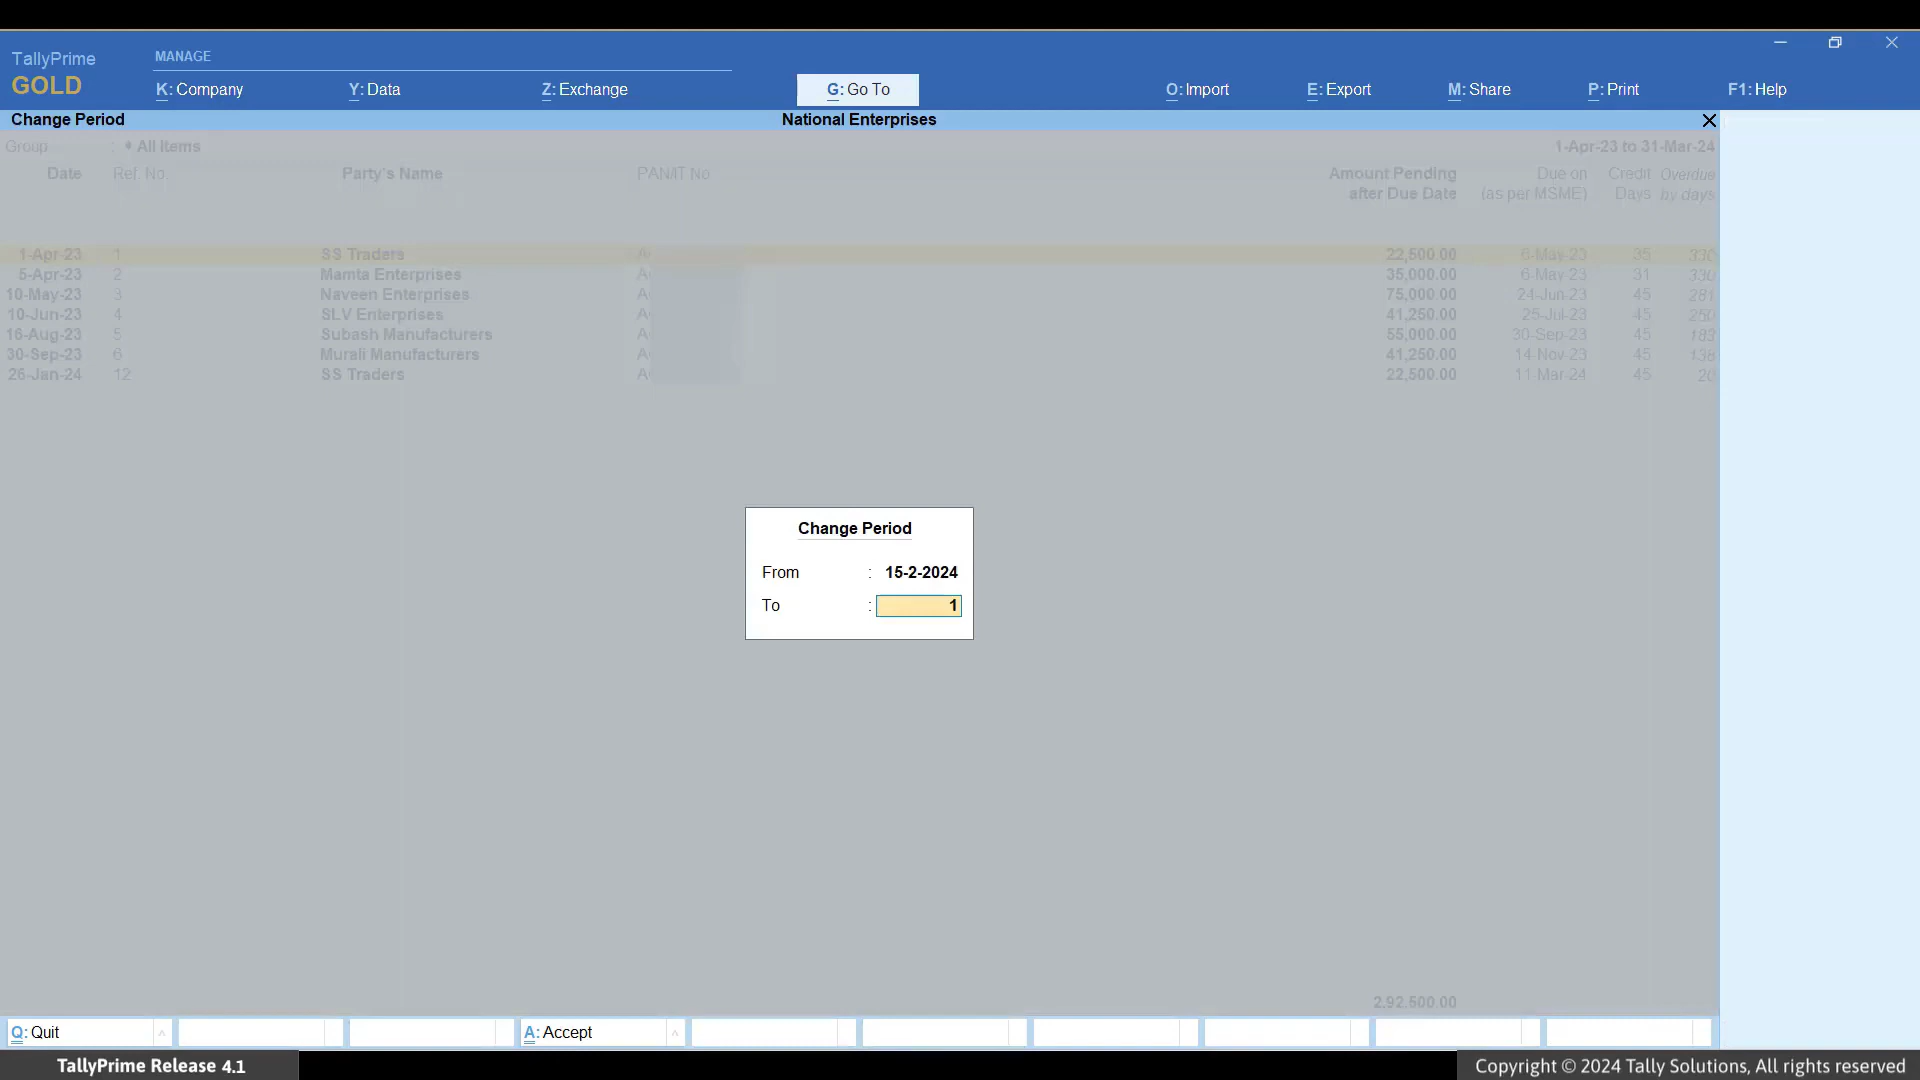 TallyPrime
GOLD
MANAGE
K: Company
Y: Data
Z: Exchange
G: Go To
O: Import
E: Export
M: Share
P: Print
F1: Help
Change Period
National Enterprises
Group : ♦ All Items
1-Apr-23 to 31-Mar-24
Date Ref. No. Party's Name PAN/IT No Amount Pending after Due Date Due on (as per MSME) Credit Days Overdue by days
1-Apr-23 1 SS Traders 22,500.00 6-May-23 35 330
5-Apr-23 2 Mamta Enterprises A 35,000.00 6-May-23 31 330
10-May-23 3 Naveen Enterprises A 75,000.00 24-Jun-23 45 281
10-Jun-23 4 SLV Enterprises A 41,250.00 25-Jul-23 45 250
16-Aug-23 5 Subash Manufacturers A 55,000.00 30-Sep-23 45 183
30-Sep-23 6 Murali Manufacturers A 41,250.00 14-Nov-23 45 138
26-Jan-24 12 SS Traders A 22,500.00 11-Mar-24 45 20
Change Period
From : 15-2-2024
To : 1
2,92,500.00
Q: Quit
A: Accept
TallyPrime Release 4.1
Copyright © 2024 Tally Solutions, All rights reserved